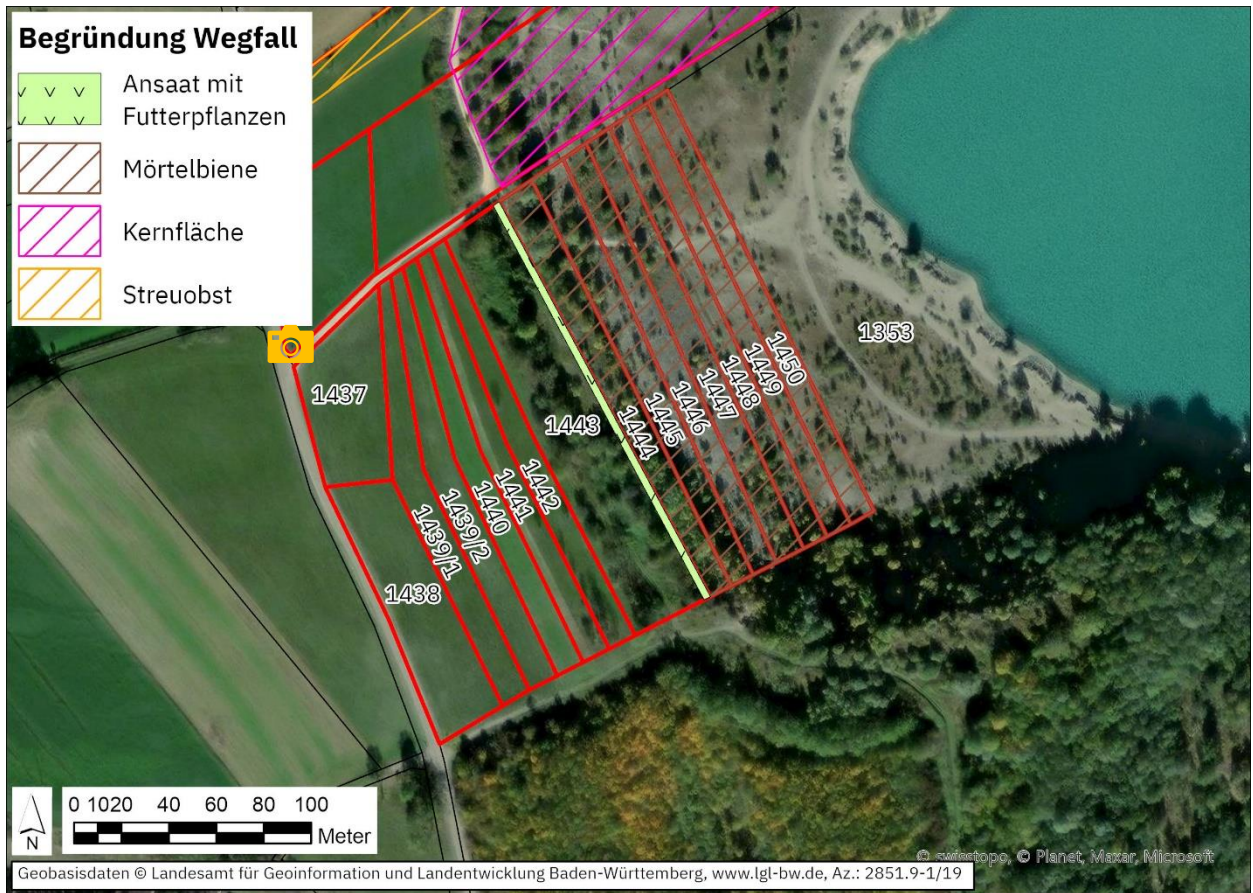 Begründung Wegfall
Ansaat mit
Futterpflanzen
Mörtelbiene
Kernfläche
Streuobst
1353
1437
1443
1450
1449
1448
1447
1446
1445
1444
1442
1441
1440
1439/2
1439/1
1438
0 1020 40 60 80 100
Meter
N
© swisstopo, © Planet, Maxar, Microsoft
Geobasisdaten © Landesamt für Geoinformation und Landentwicklung Baden-Württemberg, www.lgl-bw.de, Az.: 2851.9-1/19